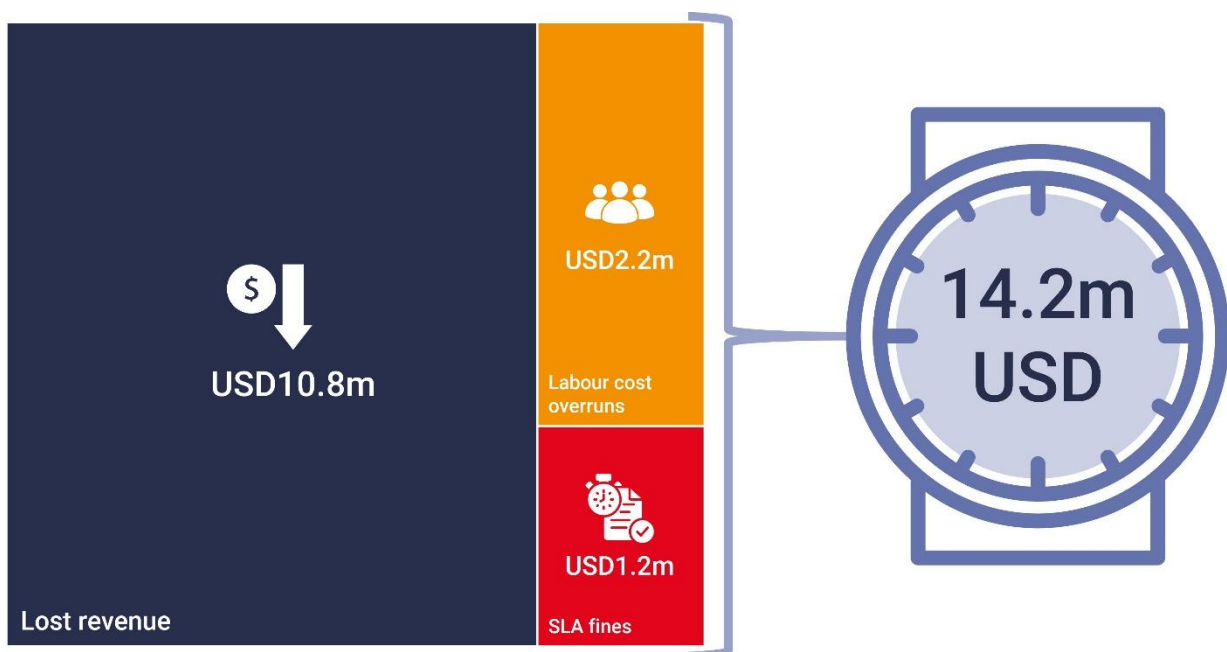 $
USD10.8m
Lost revenue
USD2.2m
Labour cost
overruns
USD1.2m
SLA fines
14.2m
USD